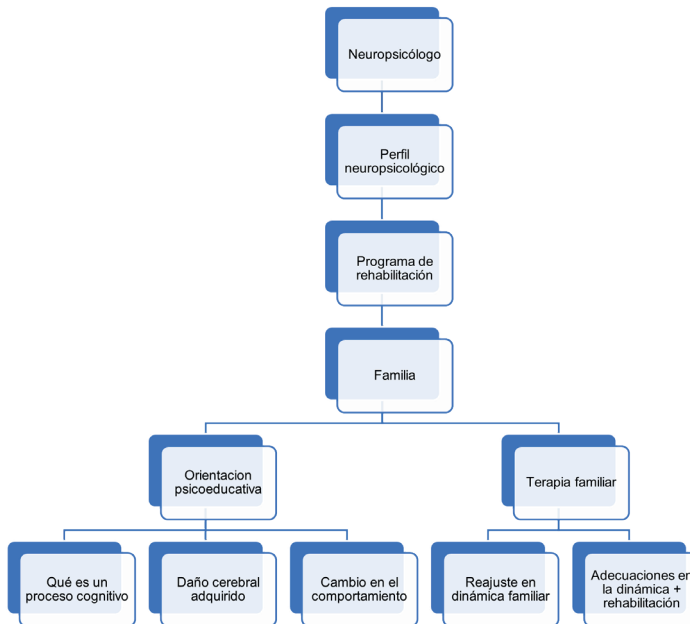 Neuropsicólogo
Perfil
neuropsicológico
Programa de
rehabilitación
Familia
Orientacion
psicoeducativa
Terapia familiar
Qué es un
proceso cognitivo
Daño cerebral
adquirido
Cambio en el
comportamiento
Reajuste en
dinámica familiar
Adecuaciones en
la dinámica +
rehabilitación